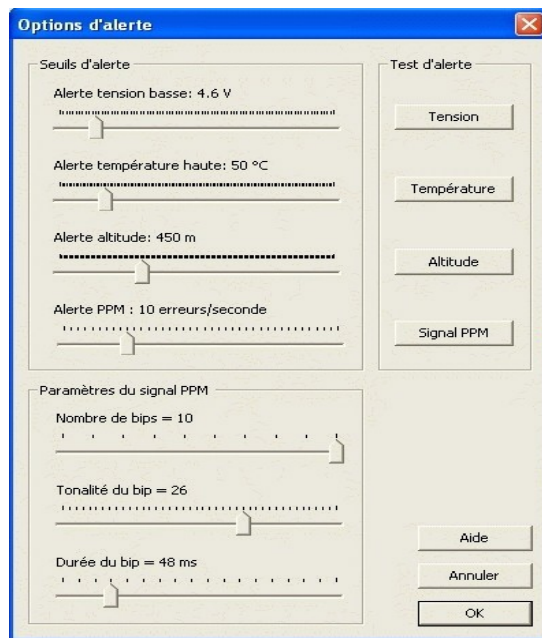 Options d'alerte
Seuils d'alerte
Alerte tension basse: 4.6 V
Alerte température haute: 50 °C
Alerte altitude: 450 m
Alerte PPM : 10 erreurs/seconde
Test d'alerte
Tension
Température
Altitude
Signal PPM
Paramètres du signal PPM
Nombre de bips = 10
Tonalité du bip = 26
Durée du bip = 48 ms
Aide
Annuler
OK